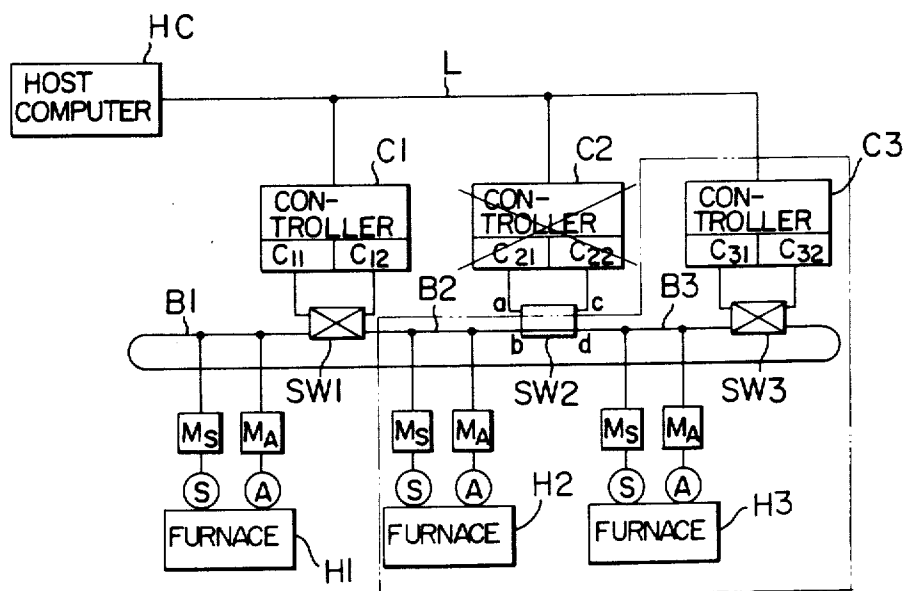 HC
HOST
COMPUTER
L
C1
C2
C3
CON-
TROLLER
C11 C12
CON-
TROLLER
C21 C22
CON-
TROLLER
C31 C32
B1
B2
B3
a c
b d
SW1
SW2
SW3
MS MA
MS MA
MS MA
S A
S A
S A
FURNACE
FURNACE
FURNACE
H1
H2
H3